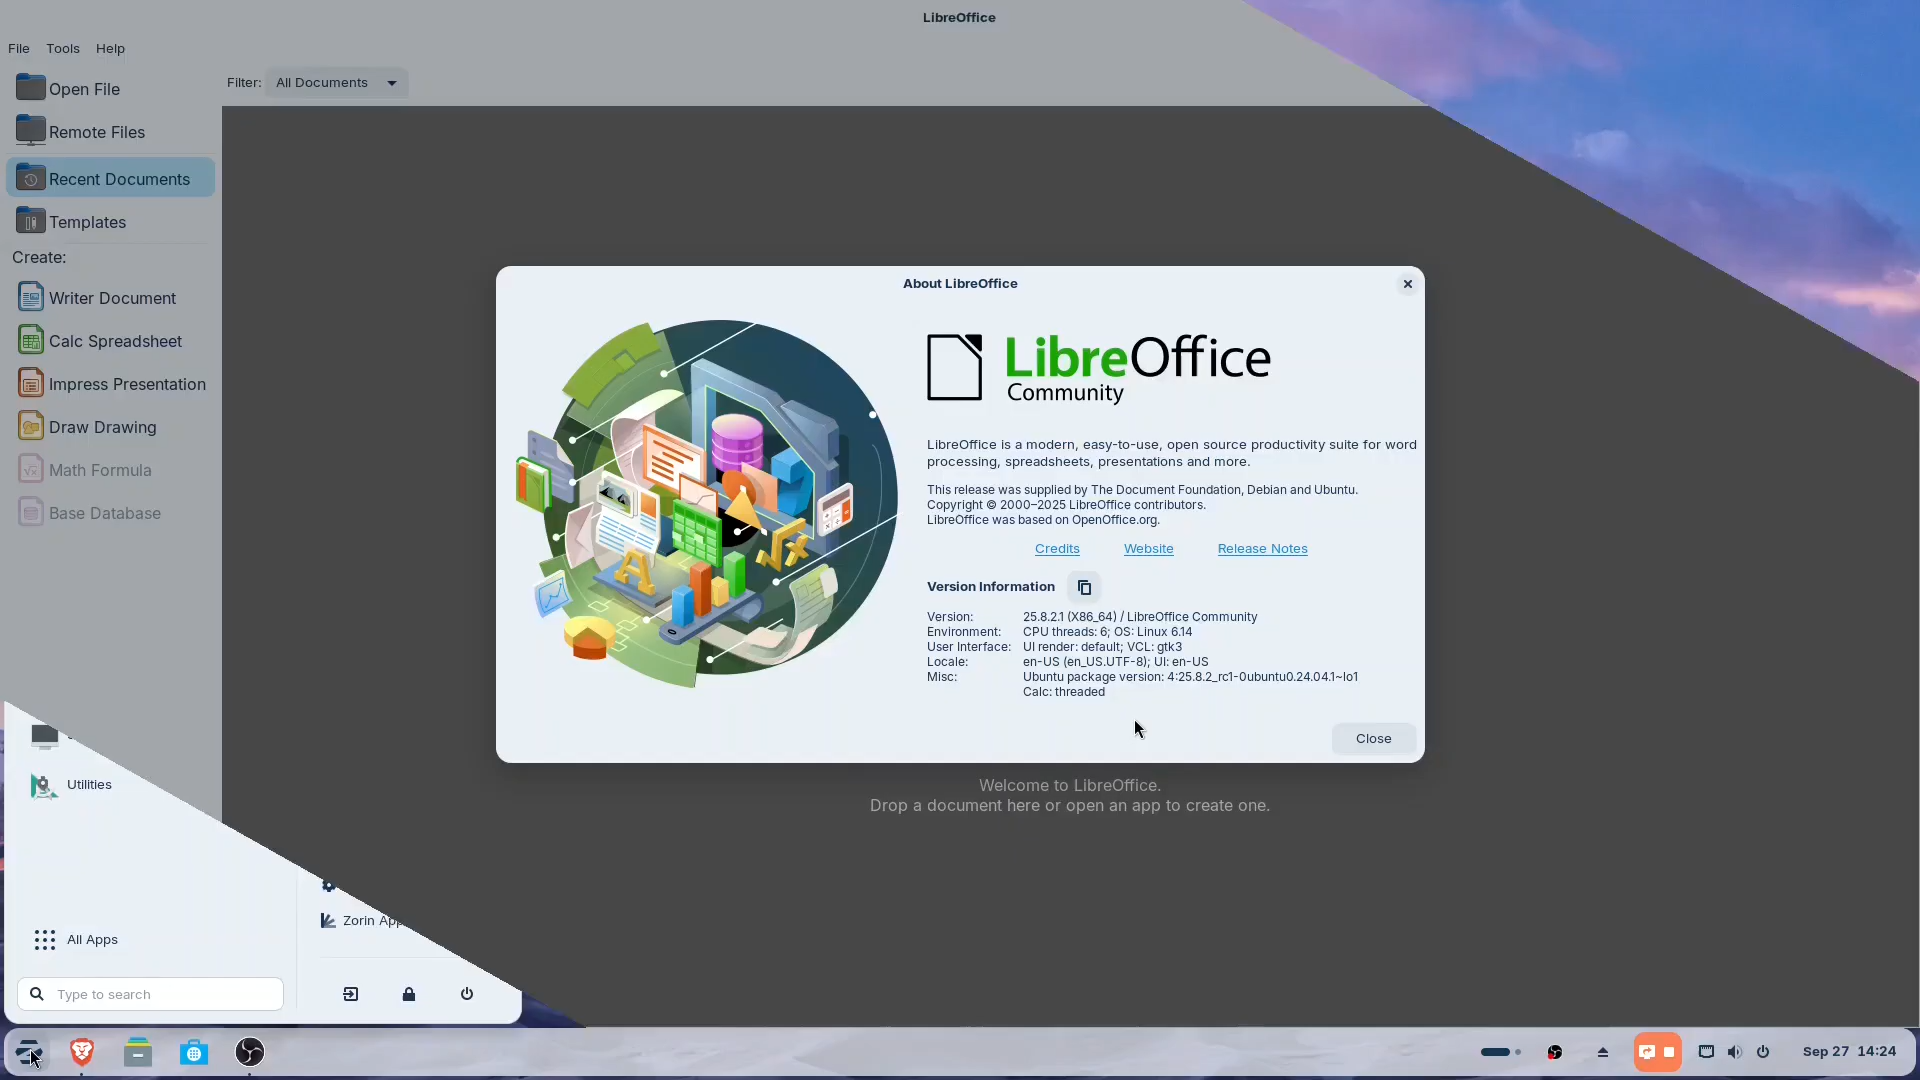 LibreOffice
File Tools Help
Open File
Remote Files
Recent Documents
Templates
Create:
Writer Document
Calc Spreadsheet
Impress Presentation
Draw Drawing
Math Formula
Base Database
Filter: All Documents
About LibreOffice
LibreOffice
Community
LibreOffice is a modern, easy-to-use, open source productivity suite for word
processing, spreadsheets, presentations and more.
This release was supplied by The Document Foundation, Debian and Ubuntu.
Copyright © 2000–2025 LibreOffice contributors.
LibreOffice was based on OpenOffice.org.
Credits Website Release Notes
Version Information
Version: 25.8.2.1 (X86_64) / LibreOffice Community
Environment: CPU threads: 6; OS: Linux 6.14
User Interface: UI render: default; VCL: gtk3
Locale: en-US (en_US.UTF-8); UI: en-US
Misc: Ubuntu package version: 4:25.8.2_rc1-0ubuntu0.24.04.1~lo1
Calc: threaded
Close
Welcome to LibreOffice.
Drop a document here or open an app to create one.
Utilities
Zorin App
All Apps
Type to search
Sep 27 14:24